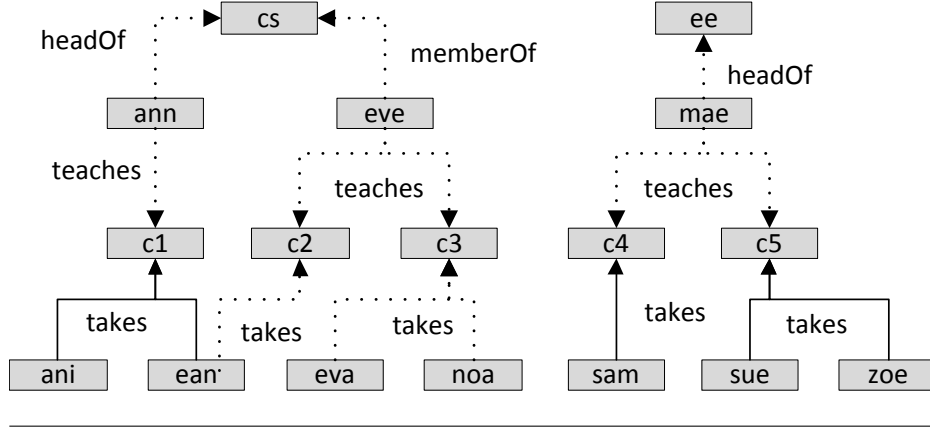 cs
ee
headOf
memberOf
headOf
ann
eve
mae
teaches
teaches
teaches
c1
c2
c3
c4
c5
takes
takes
takes
takes
takes
ani
ean
eva
noa
sam
sue
zoe